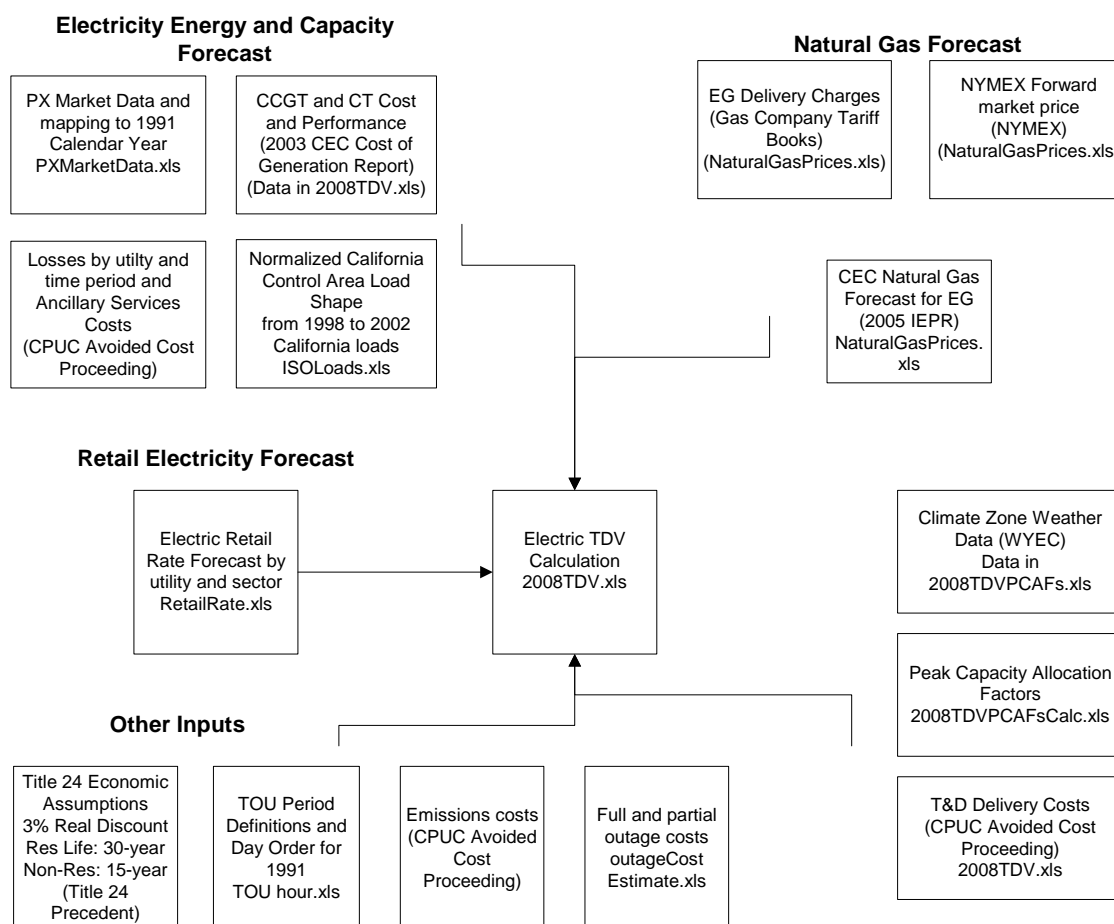 Electricity Energy and Capacity
Forecast
PX Market Data and
mapping to 1991
Calendar Year
PXMarketData.xls
CCGT and CT Cost
and Performance
(2003 CEC Cost of
Generation Report)
(Data in 2008TDV.xls)
Losses by utilty and
time period and
Ancillary Services
Costs
(CPUC Avoided Cost
Proceeding)
Normalized California
Control Area Load
Shape
from 1998 to 2002
California loads
ISOLoads.xls
Natural Gas Forecast
EG Delivery Charges
(Gas Company Tariff
Books)
(NaturalGasPrices.xls)
NYMEX Forward
market price
(NYMEX)
(NaturalGasPrices.xls
CEC Natural Gas
Forecast for EG
(2005 IEPR)
NaturalGasPrices.
xls
Retail Electricity Forecast
Electric Retail
Rate Forecast by
utility and sector
RetailRate.xls
Electric TDV
Calculation
2008TDV.xls
Climate Zone Weather
Data (WYEC)
Data in
2008TDVPCAFs.xls
Peak Capacity Allocation
Factors
2008TDVPCAFsCalc.xls
T&D Delivery Costs
(CPUC Avoided Cost
Proceeding)
2008TDV.xls
Other Inputs
Title 24 Economic
Assumptions
3% Real Discount
Res Life: 30-year
Non-Res: 15-year
(Title 24
Precedent)
TOU Period
Definitions and
Day Order for
1991
TOU hour.xls
Emissions costs
(CPUC Avoided
Cost
Proceeding)
Full and partial
outage costs
outageCost
Estimate.xls